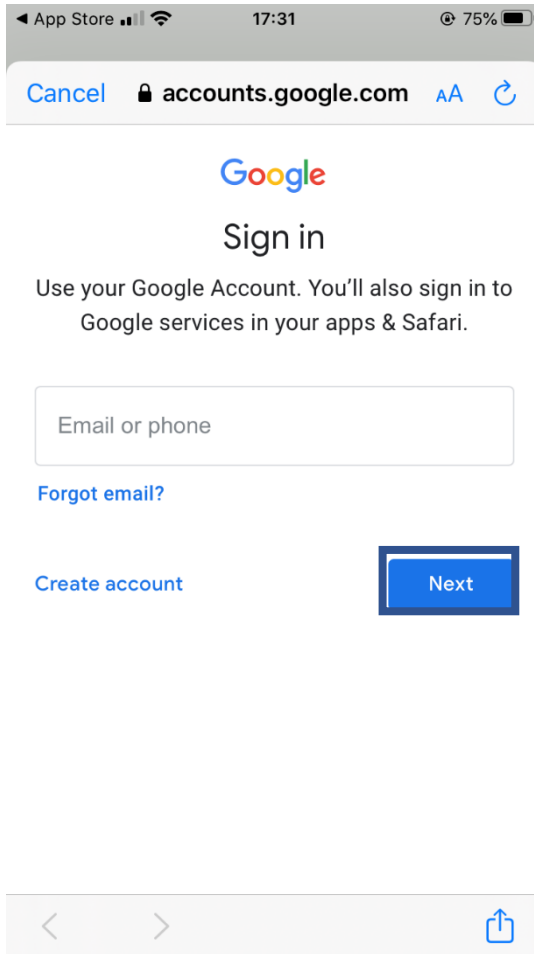 App Store 17:31 75%
Cancel accounts.google.com AA
Google
Sign in
Use your Google Account. You’ll also sign in to
Google services in your apps & Safari.
Email or phone
Forgot email?
Create account Next